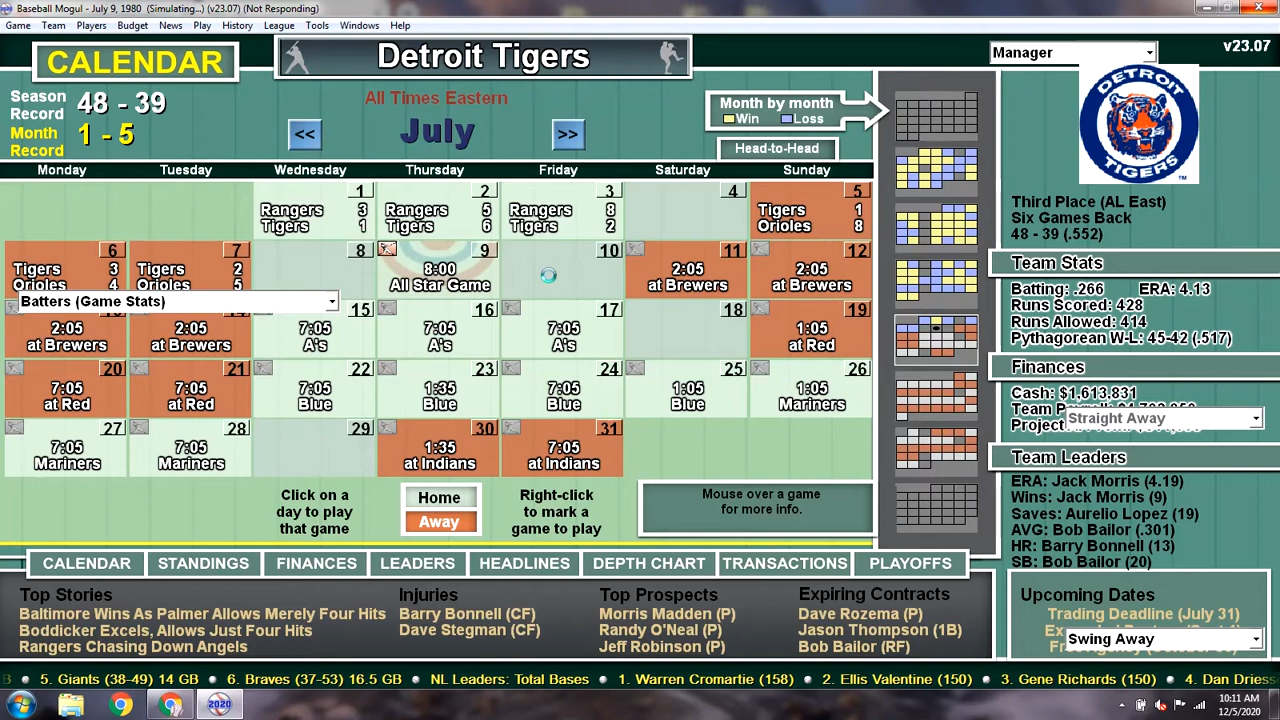 Baseball Mogul - July 9, 1980 (Simulating...) (v23.07) (Not Responding)
Game Team Players Budget News Play History League Tools Windows Help
CALENDAR
Detroit Tigers
Manager
v23.07
Season Record 48 - 39
Month Record 1 - 5
All Times Eastern
<< July >>
Month by month
Win Loss
Head-to-Head
DETROIT TIGERS TM
Monday Tuesday Wednesday Thursday Friday Saturday Sunday
1 2 3 4 5
Rangers 3 Rangers 5 Rangers 8 Tigers 1
Tigers 1 Tigers 6 Tigers 2 Orioles 8
6 7 8 9 10 11 12
Tigers 3 Tigers 2 8:00 2:05 2:05
Orioles 4 Orioles 5 All Star Game at Brewers at Brewers
Batters (Game Stats)
15 16 17 18 19
2:05 2:05 7:05 7:05 7:05 1:05
at Brewers at Brewers A's A's A's at Red
20 21 22 23 24 25 26
7:05 7:05 7:05 1:35 7:05 1:05 1:05
at Red at Red Blue Blue Blue Blue Mariners
27 28 29 30 31
7:05 7:05 1:35 7:05
Mariners Mariners at Indians at Indians
Click on a
day to play
that game
Home
Away
Right-click
to mark a
game to play
Mouse over a game
for more info.
Third Place (AL East)
Six Games Back
48 - 39 (.552)
Team Stats
Batting: .266 ERA: 4.13
Runs Scored: 428
Runs Allowed: 414
Pythagorean W-L: 45-42 (.517)
Finances
Cash: $1,613,831
Team
Straight Away
Project
Team Leaders
ERA: Jack Morris (4.19)
Wins: Jack Morris (9)
Saves: Aurelio Lopez (19)
AVG: Bob Bailor (.301)
HR: Barry Bonnell (13)
SB: Bob Bailor (20)
CALENDAR STANDINGS FINANCES LEADERS HEADLINES DEPTH CHART TRANSACTIONS PLAYOFFS
Top Stories
Baltimore Wins As Palmer Allows Merely Four Hits
Boddicker Excels, Allows Just Four Hits
Rangers Chasing Down Angels
Injuries
Barry Bonnell (CF)
Dave Stegman (CF)
Top Prospects
Morris Madden (P)
Randy O'Neal (P)
Jeff Robinson (P)
Expiring Contracts
Dave Rozema (P)
Jason Thompson (1B)
Bob Bailor (RF)
Upcoming Dates
Trading Deadline (July 31)
Swing Away
B 5. Giants (38-49) 14 GB 6. Braves (37-53) 16.5 GB NL Leaders: Total Bases 1. Warren Cromartie (158) 2. Ellis Valentine (150) 3. Gene Richards (150) 4. Dan Driess
2020
10:11 AM
12/5/2020